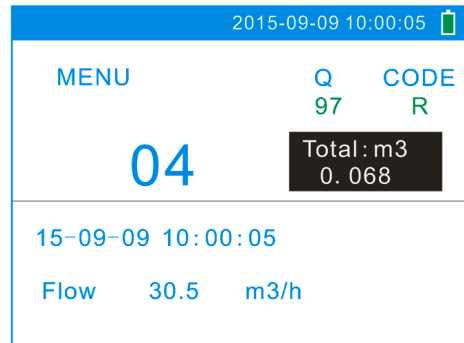 2015-09-09 10:00:05
MENU Q CODE
97 R
04
Total:m3
0.068
15-09-09 10:00:05
Flow 30.5 m3/h